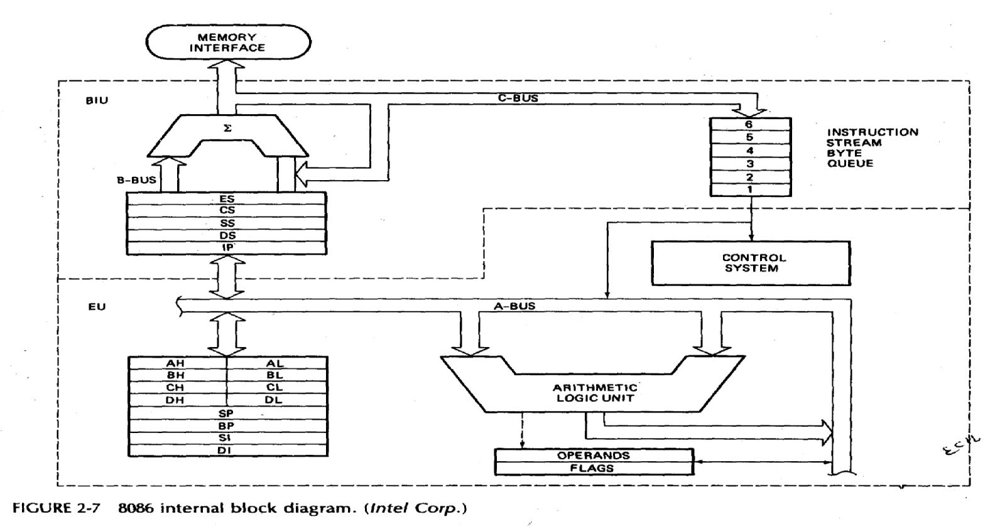 MEMORY
INTERFACE
BIU
C-BUS
Σ
6
5
4
3
2
1
INSTRUCTION
STREAM
BYTE
QUEUE
B-BUS
ES
CS
SS
DS
IP
CONTROL
SYSTEM
EU
A-BUS
AH AL
BH BL
CH CL
DH DL
SP
BP
SI
DI
ARITHMETIC
LOGIC UNIT
OPERANDS
FLAGS
FIGURE 2-7 8086 internal block diagram. (Intel Corp.)